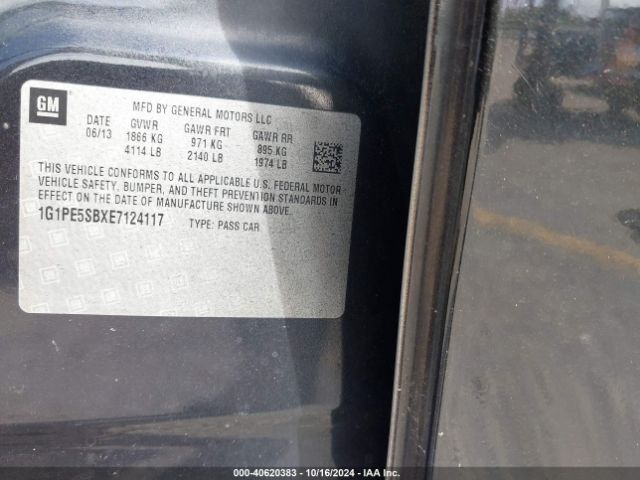 GM
MFD BY GENERAL MOTORS LLC
DATE GVWR GAWR FRT GAWR RR
06/13 1866 KG 971 KG 895 KG
4114 LB 2140 LB 1974 LB
THIS VEHICLE CONFORMS TO ALL APPLICABLE U.S. FEDERAL MOTOR
VEHICLE SAFETY, BUMPER, AND THEFT PREVENTION STANDARDS IN
EFFECT ON THE DATE OF MANUFACTURE SHOWN ABOVE.
1G1PE5SBXE7124117 TYPE: PASS CAR
000-40620383 - 10/16/2024 - IAA Inc.